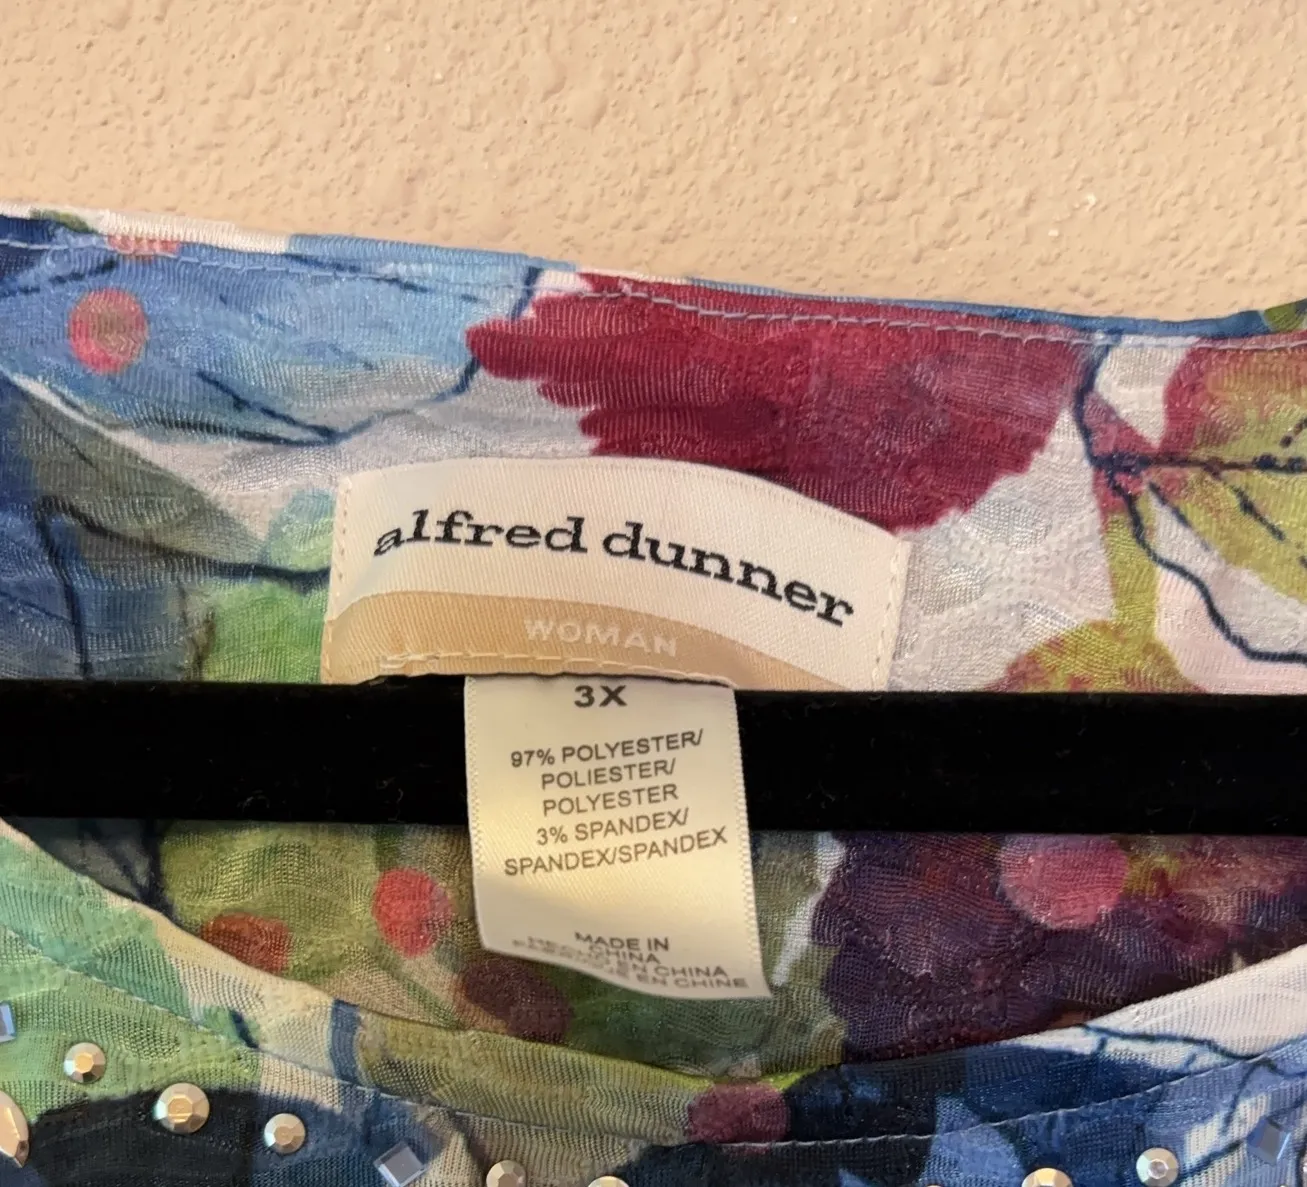 alfred dunner
WOMAN
3X
97% POLYESTER/
POLIESTER/
POLYESTER
3% SPANDEX/
SPANDEX/SPANDEX
MADE IN
CHINA
HECHO EN CHINA
EN CHINE